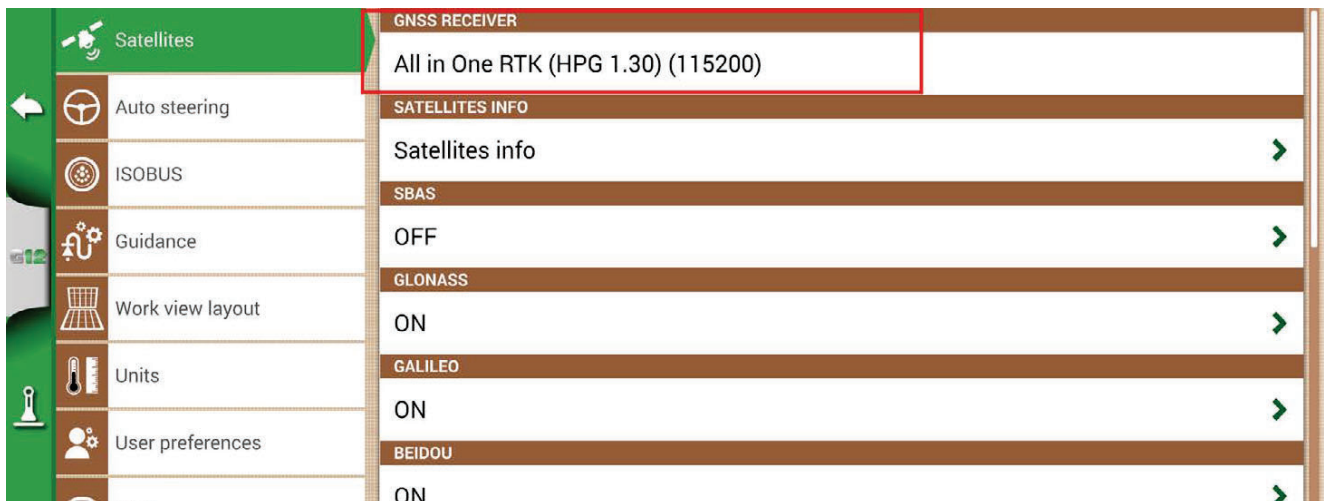 Satellites
Auto steering
ISOBUS
Guidance
Work view layout
Units
User preferences
G12
GNSS RECEIVER
All in One RTK (HPG 1.30) (115200)
SATELLITES INFO
Satellites info
SBAS
OFF
GLONASS
ON
GALILEO
ON
BEIDOU
ON